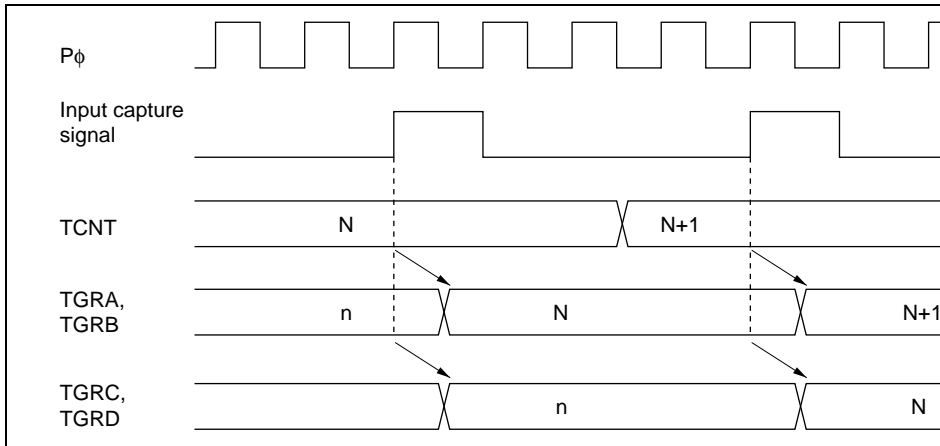 Pϕ
Input capture
signal
TCNT
N
N+1
TGRA,
TGRB
n
N
N+1
TGRC,
TGRD
n
N